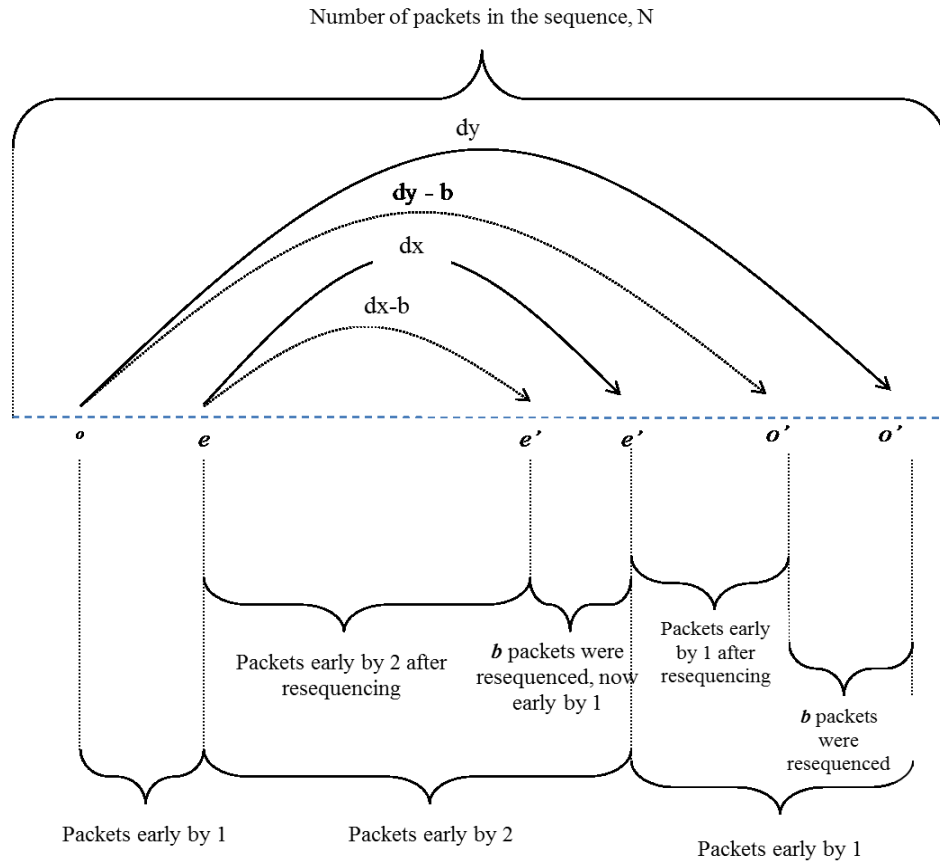 Number of packets in the sequence, N
dy
dy - b
dx
dx-b
o
e
e'
e'
o'
o'
Packets early by 2 after
resequencing
b packets were
resequenced, now
early by 1
Packets early
by 1 after
resequencing
b packets
were
resequenced
Packets early by 1
Packets early by 2
Packets early by 1